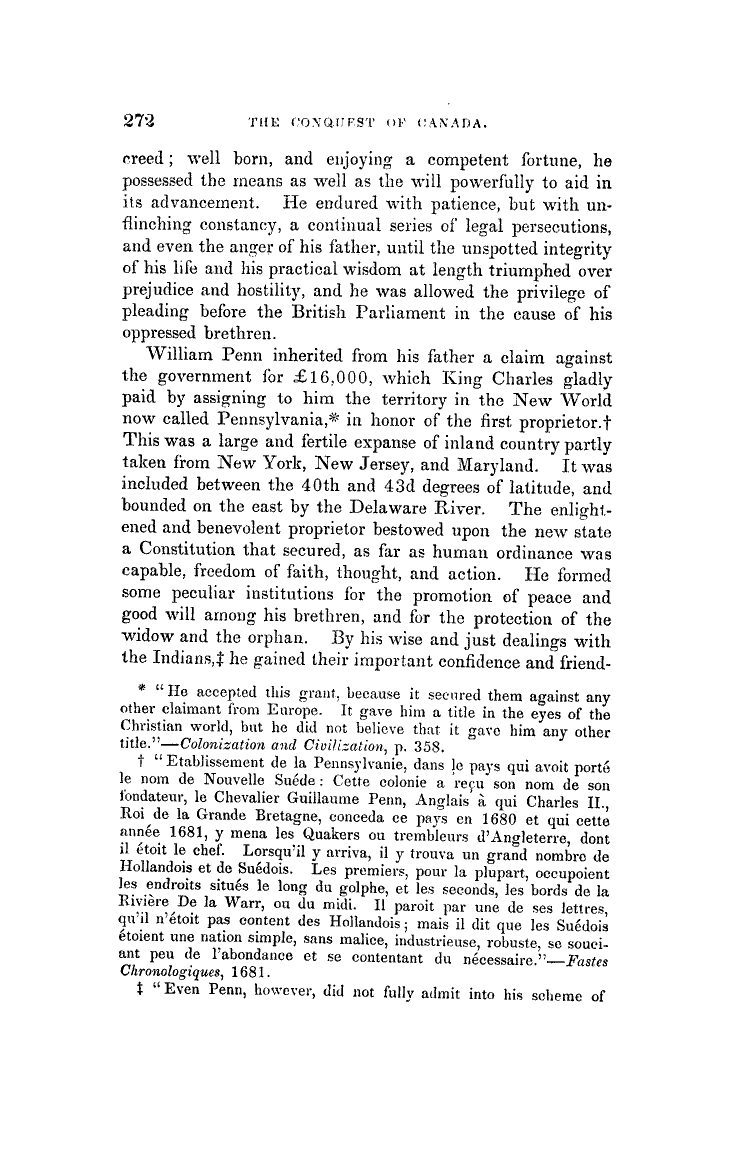 272 THE CONQUEST OF CANADA.
creed; well born, and enjoying a competent fortune, he
possessed the means as well as the will powerfully to aid in
its advancement. He endured with patience, but with un-
flinching constancy, a continual series of legal persecutions,
and even the anger of his father, until the unspotted integrity
of his life and his practical wisdom at length triumphed over
prejudice and hostility, and he was allowed the privilege of
pleading before the British Parliament in the cause of his
oppressed brethren.
William Penn inherited from his father a claim against
the government for £16,000, which King Charles gladly
paid by assigning to him the territory in the New World
now called Pennsylvania,* in honor of the first proprietor.†
This was a large and fertile expanse of inland country partly
taken from New York, New Jersey, and Maryland. It was
included between the 40th and 43d degrees of latitude, and
bounded on the east by the Delaware River. The enlight-
ened and benevolent proprietor bestowed upon the new state
a Constitution that secured, as far as human ordinance was
capable, freedom of faith, thought, and action. He formed
some peculiar institutions for the promotion of peace and
good will among his brethren, and for the protection of the
widow and the orphan. By his wise and just dealings with
the Indians,‡ he gained their important confidence and friend-
* "He accepted this grant, because it secured them against any
other claimant from Europe. It gave him a title in the eyes of the
Christian world, but he did not believe that it gave him any other
title."—Colonization and Civilization, p. 358.
† "Etablissement de la Pennsylvanie, dans le pays qui avoit porté
le nom de Nouvelle Suéde: Cette colonie a reçu son nom de son
fondateur, le Chevalier Guillaume Penn, Anglais à qui Charles II.,
Roi de la Grande Bretagne, conceda ce pays en 1680 et qui cette
année 1681, y mena les Quakers ou trembleurs d'Angleterre, dont
il étoit le chef. Lorsqu'il y arriva, il y trouva un grand nombre de
Hollandois et de Suédois. Les premiers, pour la plupart, occupoient
les endroits situés le long du golphe, et les seconds, les bords de la
Rivière De la Warr, ou du midi. Il paroit par une de ses lettres,
qu'il n'étoit pas content des Hollandois; mais il dit que les Suédois
étoient une nation simple, sans malice, industrieuse, robuste, se souci-
ant peu de l'abondance et se contentant du nécessaire."—Fastes
Chronologiques, 1681.
‡ "Even Penn, however, did not fully admit into his scheme of